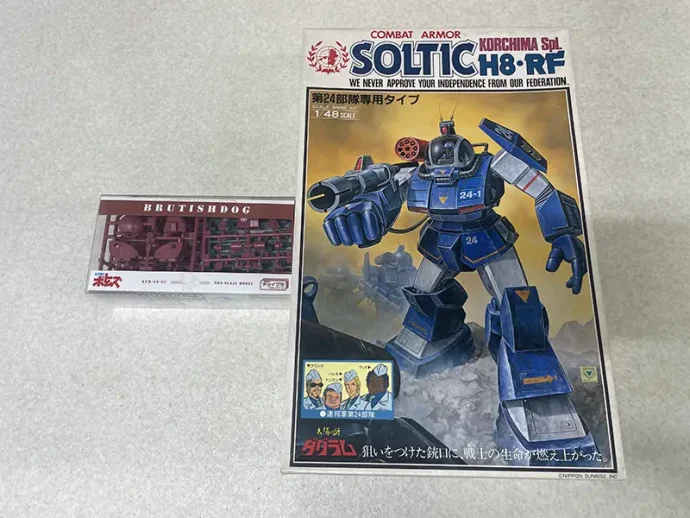 COMBAT ARMOR
SOLTIC
KORCHIMA Spl.
H8・RF
WE NEVER APPROVE YOUR INDEPENDENCE FROM OUR FEDERATION.
第24部隊専用タイプ
SCALE ANIME KIT
1/48 SCALE
24-1
24
●連邦軍第24部隊
太陽の牙
ダグラム
狙いをつけた銃口に、戦士の生命が燃え上がった。
©NIPPON SUNRISE INC.
BRUTISHDOG
ボトムズ